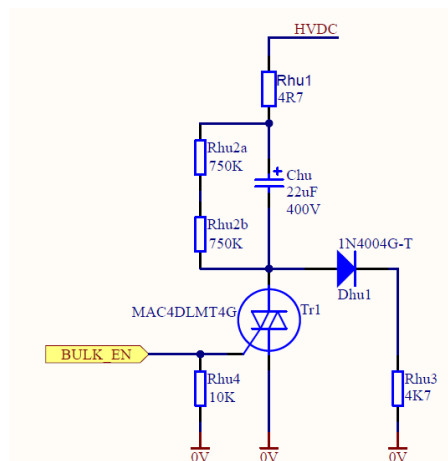 HVDC
Rhu1
4R7
Rhu2a
750K
Chu
22uF
400V
Rhu2b
750K
1N4004G-T
Dhu1
MAC4DLMT4G
Tr1
BULK_EN
Rhu4
10K
Rhu3
4K7
0V
0V
0V